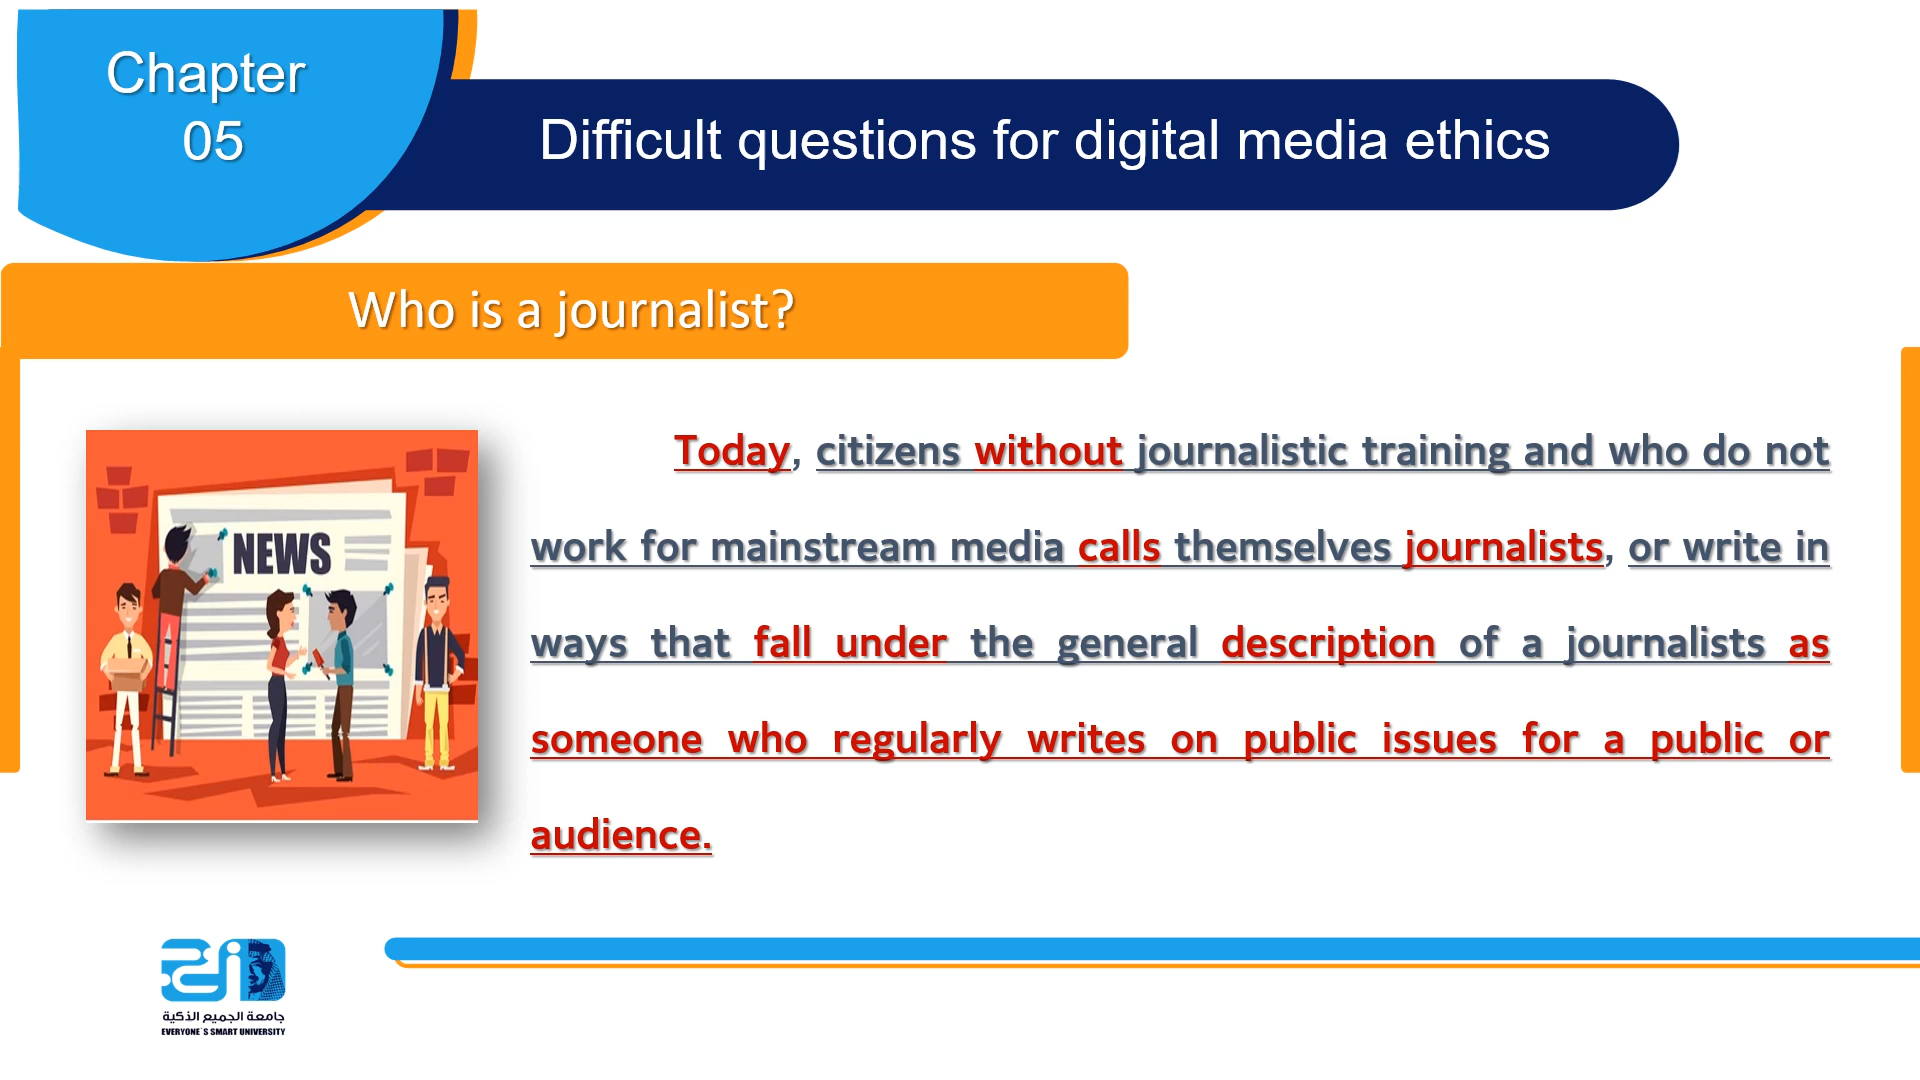 Chapter
05
Difficult questions for digital media ethics
Who is a journalist?
NEWS
Today, citizens without journalistic training and who do not
work for mainstream media calls themselves journalists, or write in
ways that fall under the general description of a journalists as
someone who regularly writes on public issues for a public or
audience.
جامعة الجميع الذكية
EVERYONE`S SMART UNIVERSITY